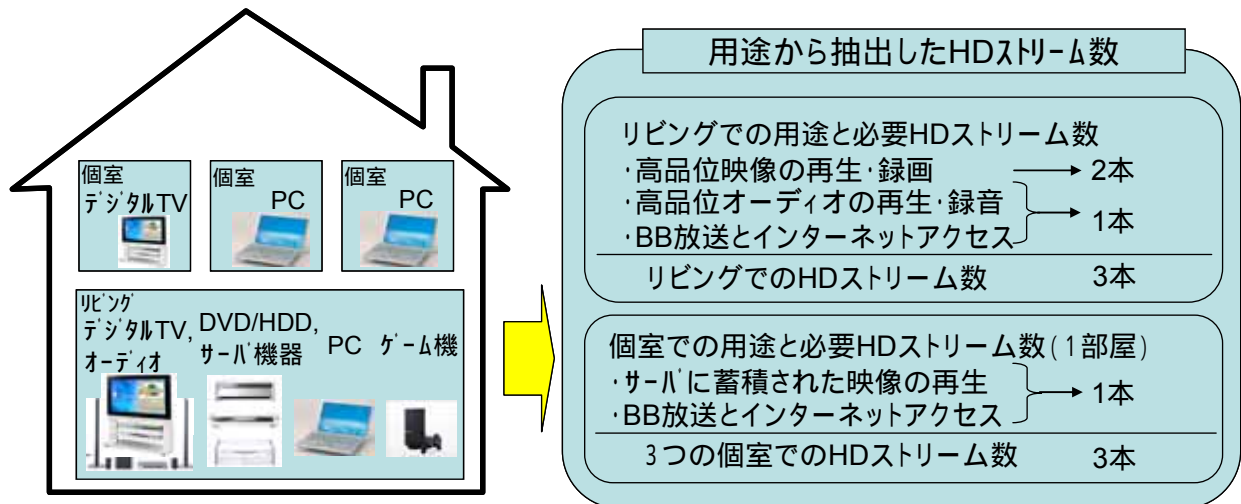 個室
デジタルTV
個室
PC
個室
PC
リビング
デジタルTV,
オーディオ
DVD/HDD,
サーバ機器
PC
ゲーム機
用途から抽出したHDストリーム数
リビングでの用途と必要HDストリーム数
・高品位映像の再生・録画 2本
・高品位オーディオの再生・録音
・BB放送とインターネットアクセス
1本
リビングでのHDストリーム数 3本
個室での用途と必要HDストリーム数(1部屋)
・サーバに蓄積された映像の再生
・BB放送とインターネットアクセス
1本
3つの個室でのHDストリーム数 3本